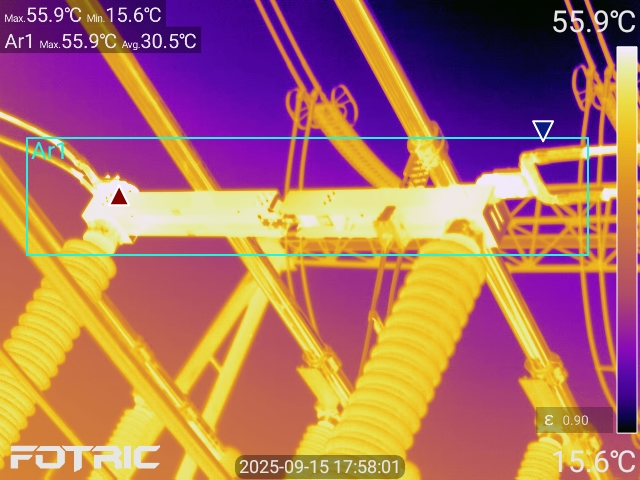 Max.55.9℃ Min.15.6℃
Ar1 Max.55.9℃ Avg.30.5℃
55.9℃
Ar1
ε 0.90
FOTRIC
2025-09-15 17:58:01
15.6℃